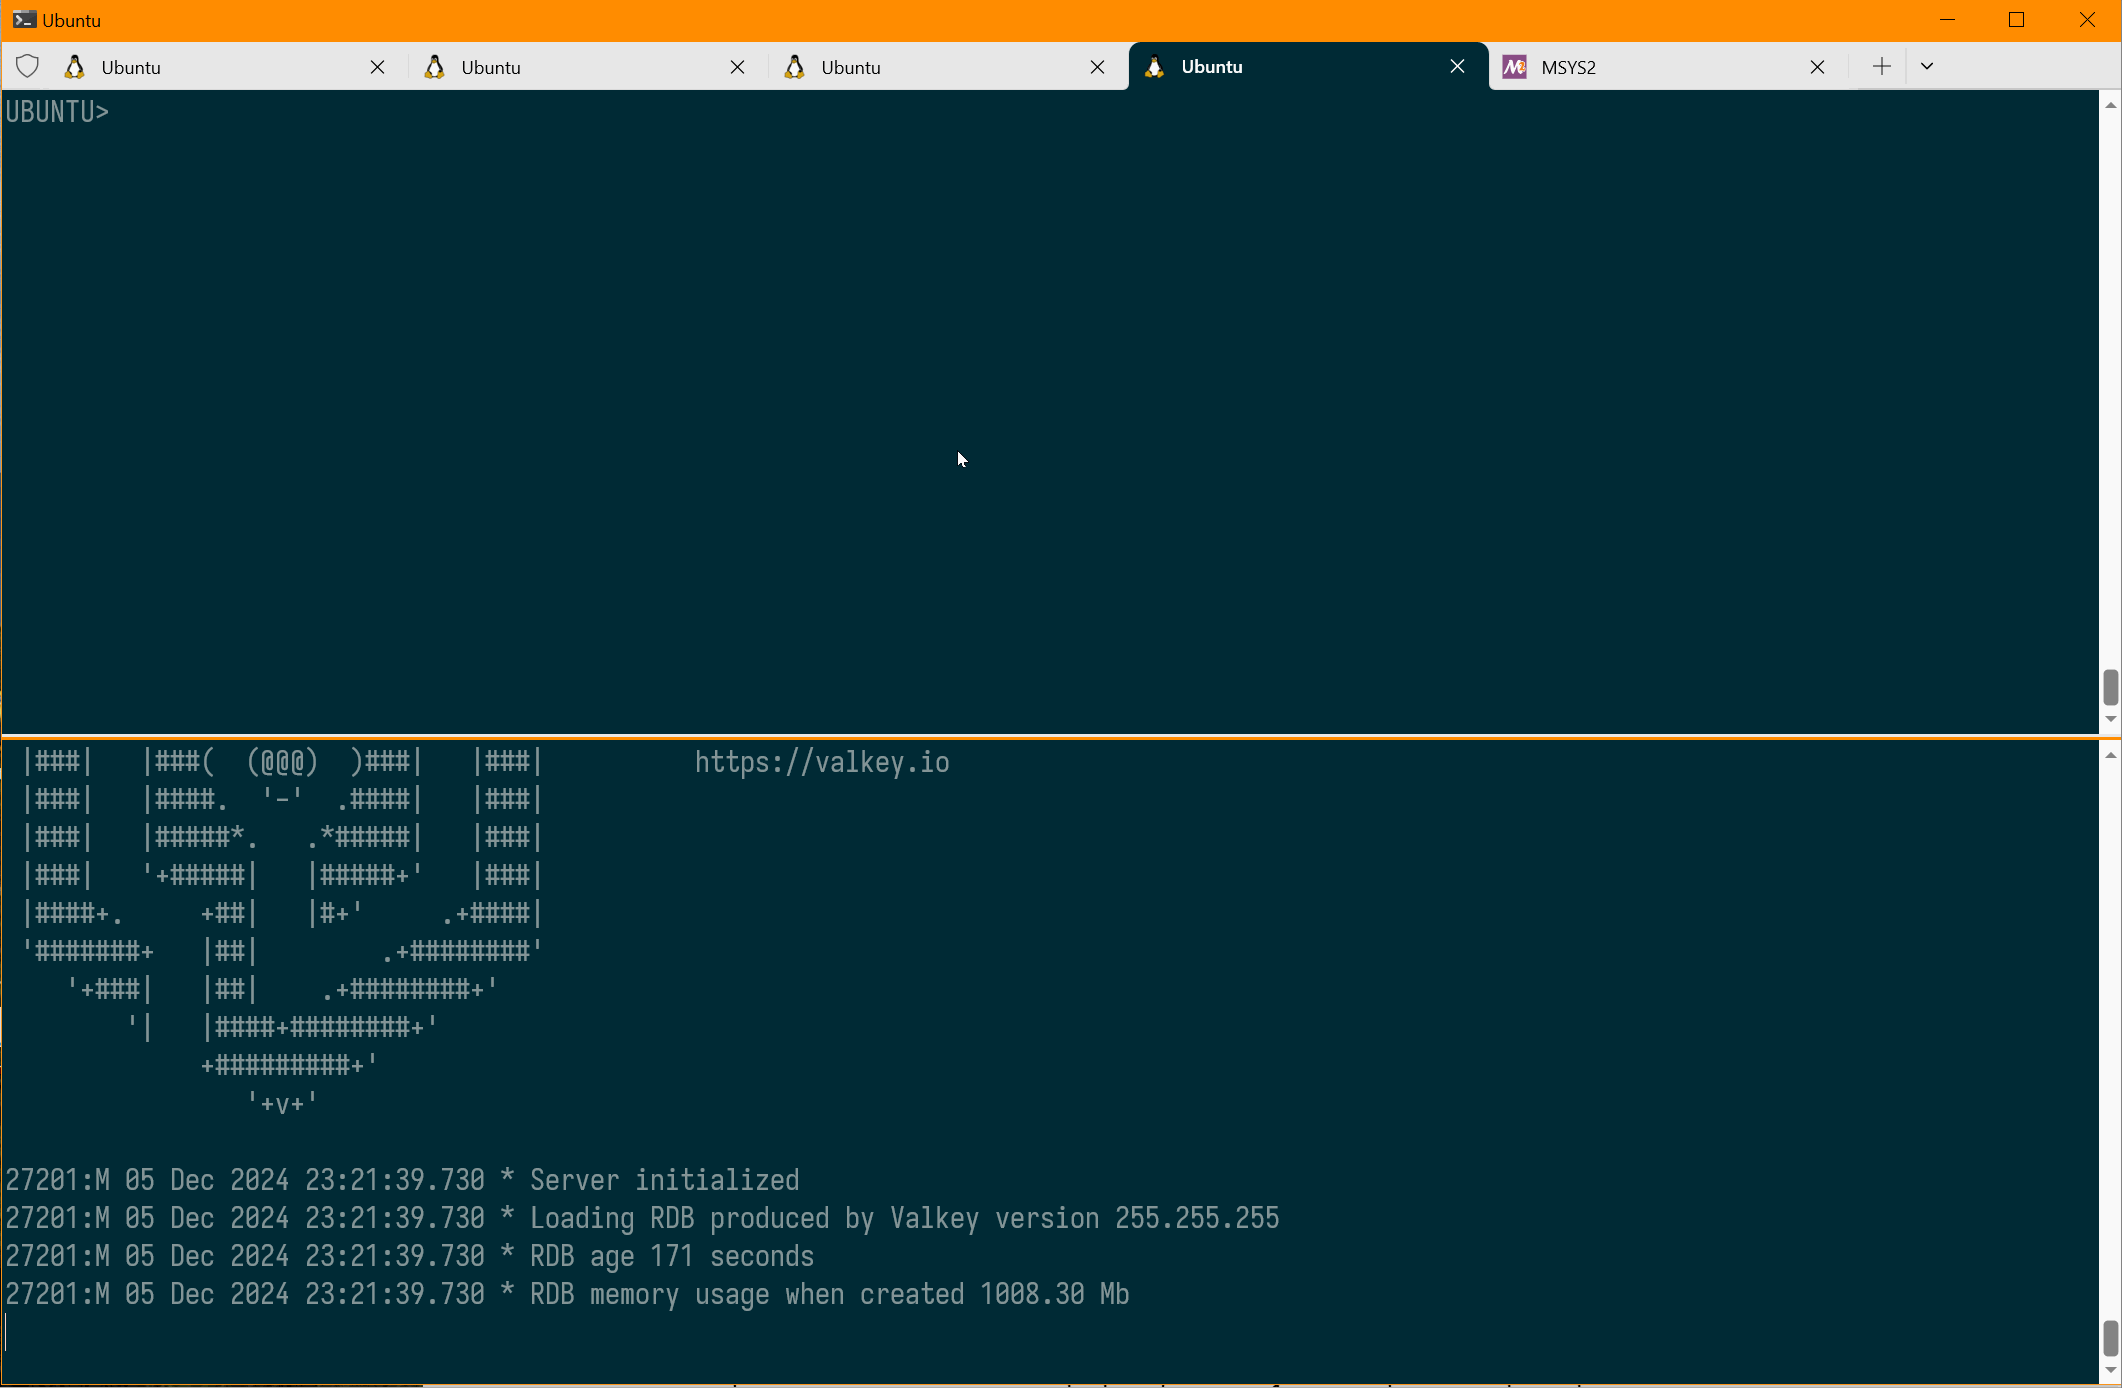 Ubuntu
Ubuntu
Ubuntu
Ubuntu
Ubuntu
MSYS2
UBUNTU>
|###|   |###(  (@@@)  )###|   |###|          https://valkey.io
|###|   |####.  '-'  .####|   |###|
|###|   |#####*.   .*#####|   |###|
|###|   '+#####|   |#####+'   |###|
|####+.     +##|   |#+'     .+####|
'#######+   |##|        .+########'
   '+###|   |##|    .+########+'
       '|   |####+########+'
            +#########+'
               '+v+'
27201:M 05 Dec 2024 23:21:39.730 * Server initialized
27201:M 05 Dec 2024 23:21:39.730 * Loading RDB produced by Valkey version 255.255.255
27201:M 05 Dec 2024 23:21:39.730 * RDB age 171 seconds
27201:M 05 Dec 2024 23:21:39.730 * RDB memory usage when created 1008.30 Mb